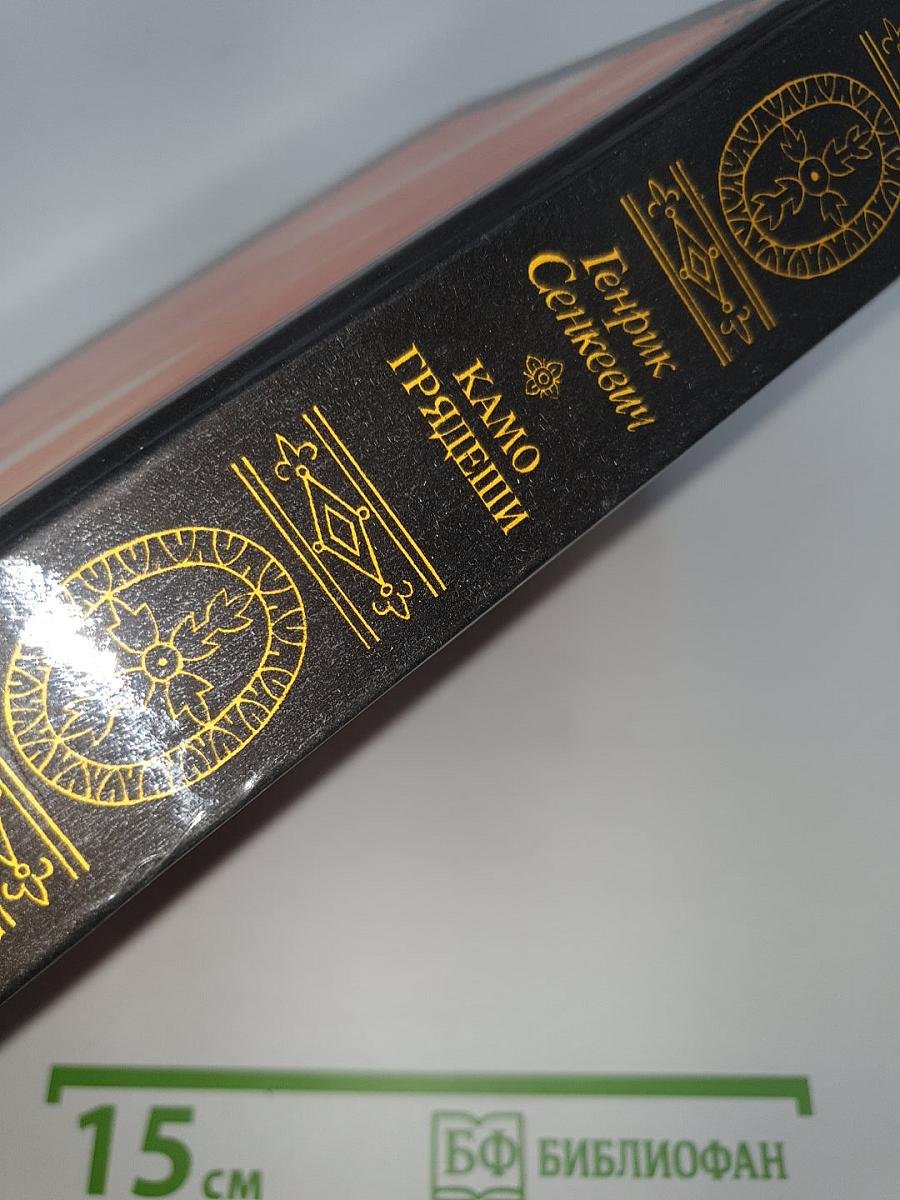 Генрик
Сенкевич
КАМО
ГРЯДЕШИ
15 см
БФ БИБЛИОФАН